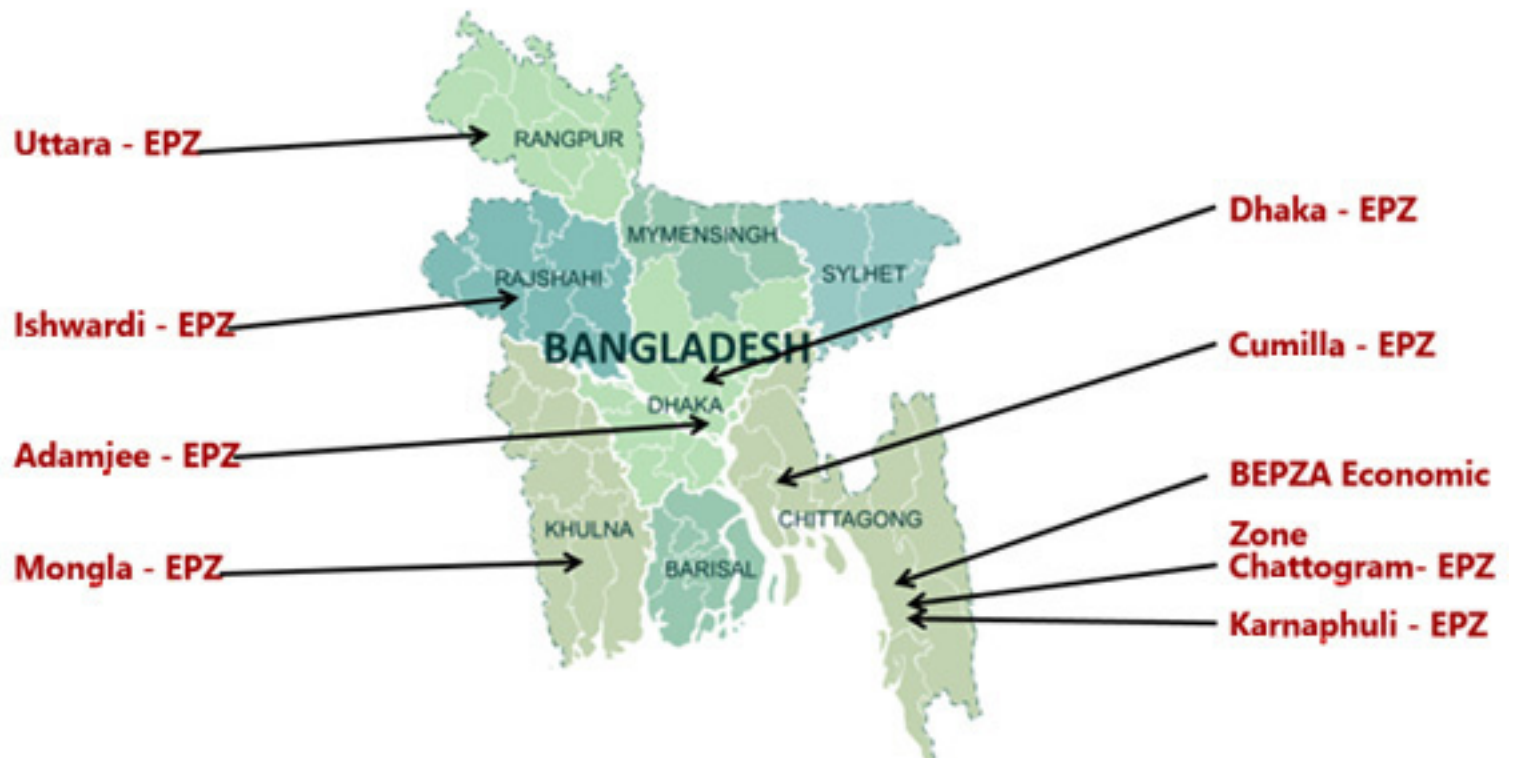 Uttara - EPZ
RANGPUR
Dhaka - EPZ
MYMENSINGH
SYLHET
RAJSHAHI
Ishwardi - EPZ
BANGLADESH
Cumilla - EPZ
DHAKA
Adamjee - EPZ
BEPZA Economic
Zone
CHITTAGONG
KHULNA
Mongla - EPZ
BARISAL
Chattogram- EPZ
Karnaphuli - EPZ